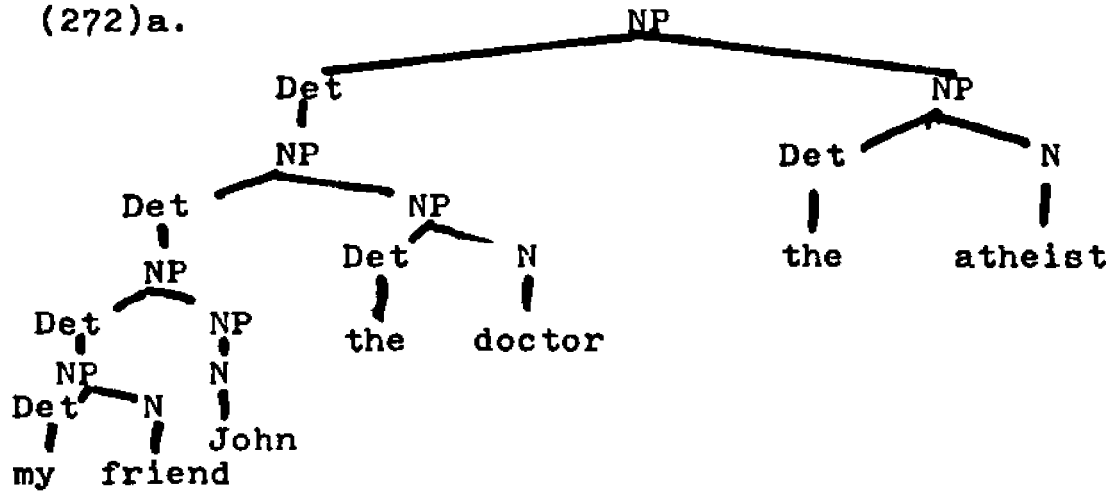 (272)a.
NP
Det NP
NP Det N
Det NP
Det N the atheist
NP
Det NP the doctor
NP N
Det N
John
my friend